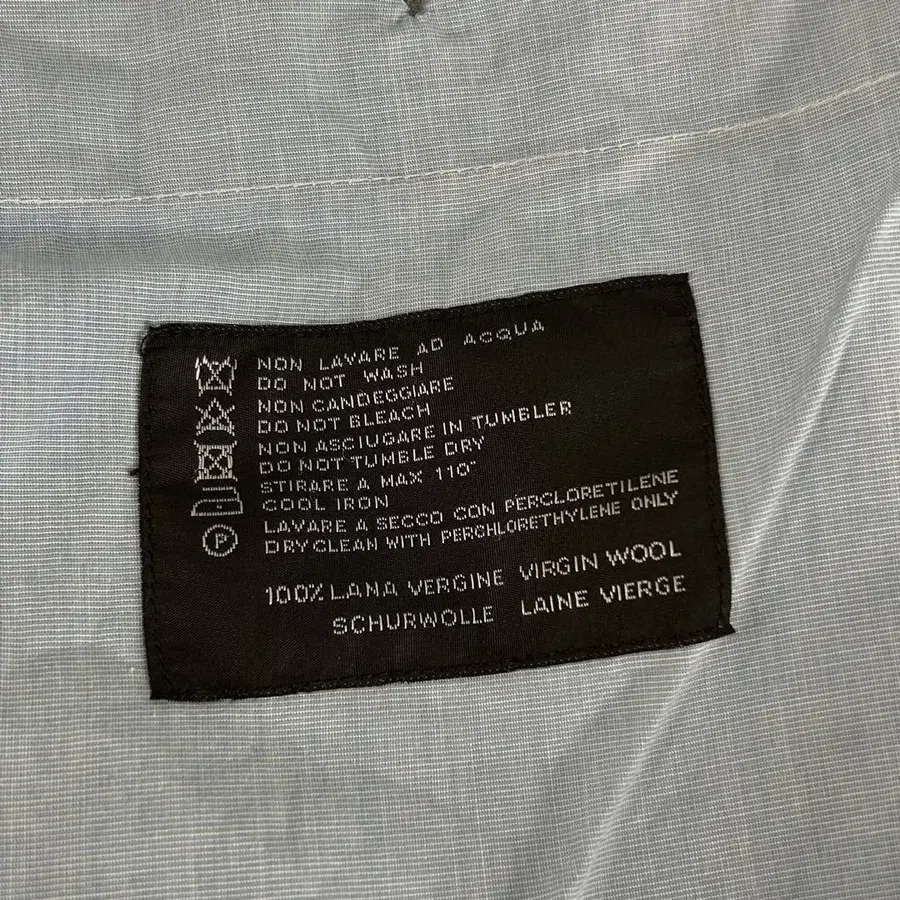 NON LAVARE AD ACQUA
DO NOT WASH
NON CANDEGGIARE
DO NOT BLEACH
NON ASCIUGARE IN TUMBLER
DO NOT TUMBLE DRY
STIRARE A MAX 110°
COOL IRON
LAVARE A SECCO CON PERCLORETILENE
P DRYCLEAN WITH PERCHLORETHYLENE ONLY
100% LANA VERGINE VIRGIN WOOL
SCHURWOLLE LAINE VIERGE